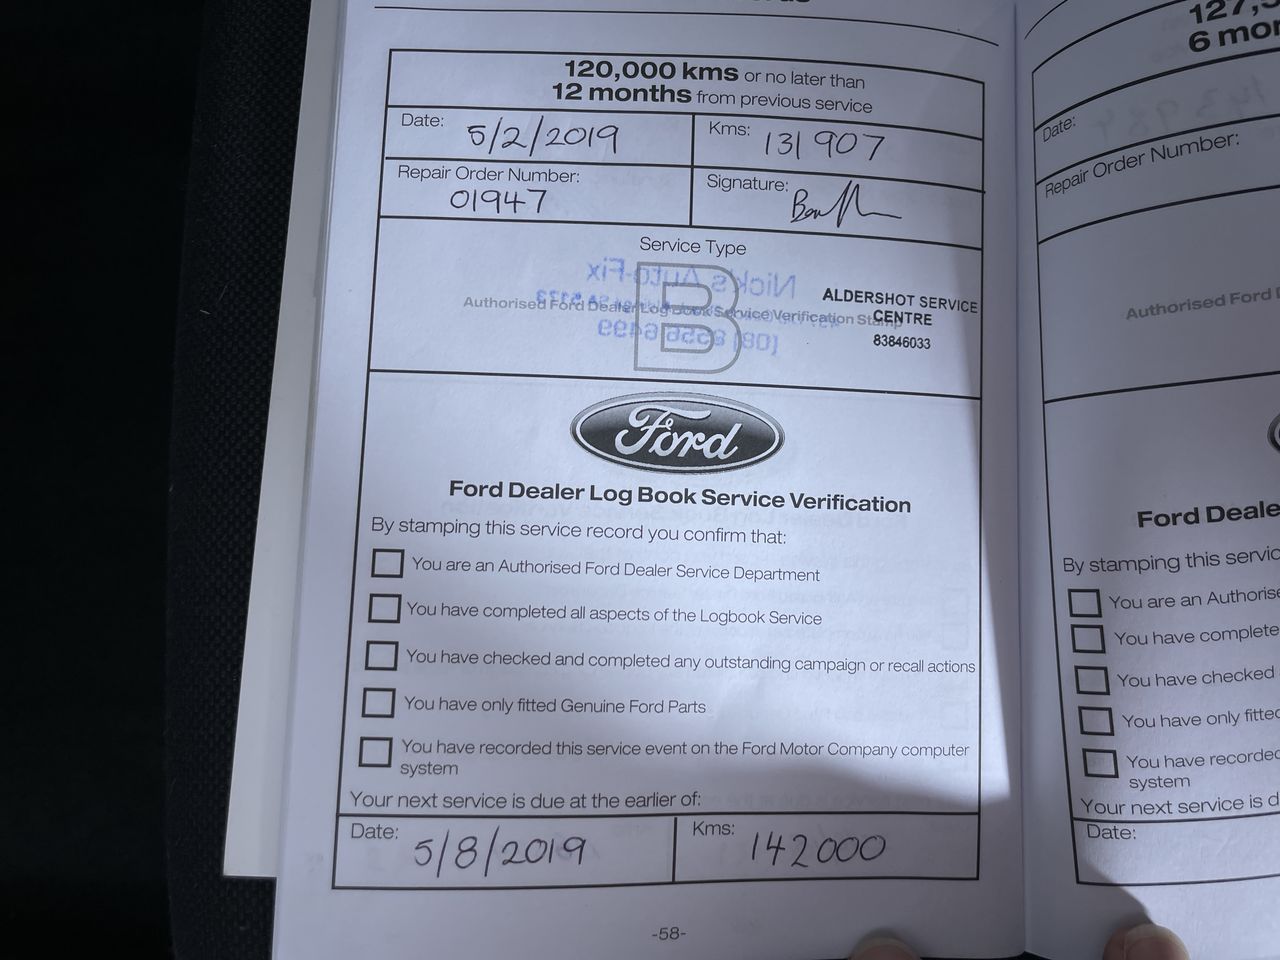 120,000 kms or no later than
12 months from previous service
Date: 5/2/2019
Kms: 131 907
Repair Order Number:
01947
Signature:
Service Type
B
Nick's Auto-Fix
Authorised Ford Dealer Log Book Service Verification Stamp
ALDERSHOT SERVICE
CENTRE
83846033
Ford
Ford Dealer Log Book Service Verification
By stamping this service record you confirm that:
You are an Authorised Ford Dealer Service Department
You have completed all aspects of the Logbook Service
You have checked and completed any outstanding campaign or recall actions
You have only fitted Genuine Ford Parts
You have recorded this service event on the Ford Motor Company computer
system
Your next service is due at the earlier of:
Date: 5/8/2019
Kms: 142000
-58-
6 mo
Date:
Repair Order Number:
Authorised Ford
Ford Deale
By stamping this servic
You are an Authoris
You have complete
You have checked
You have only fitted
You have recorded
system
Your next service is d
Date: